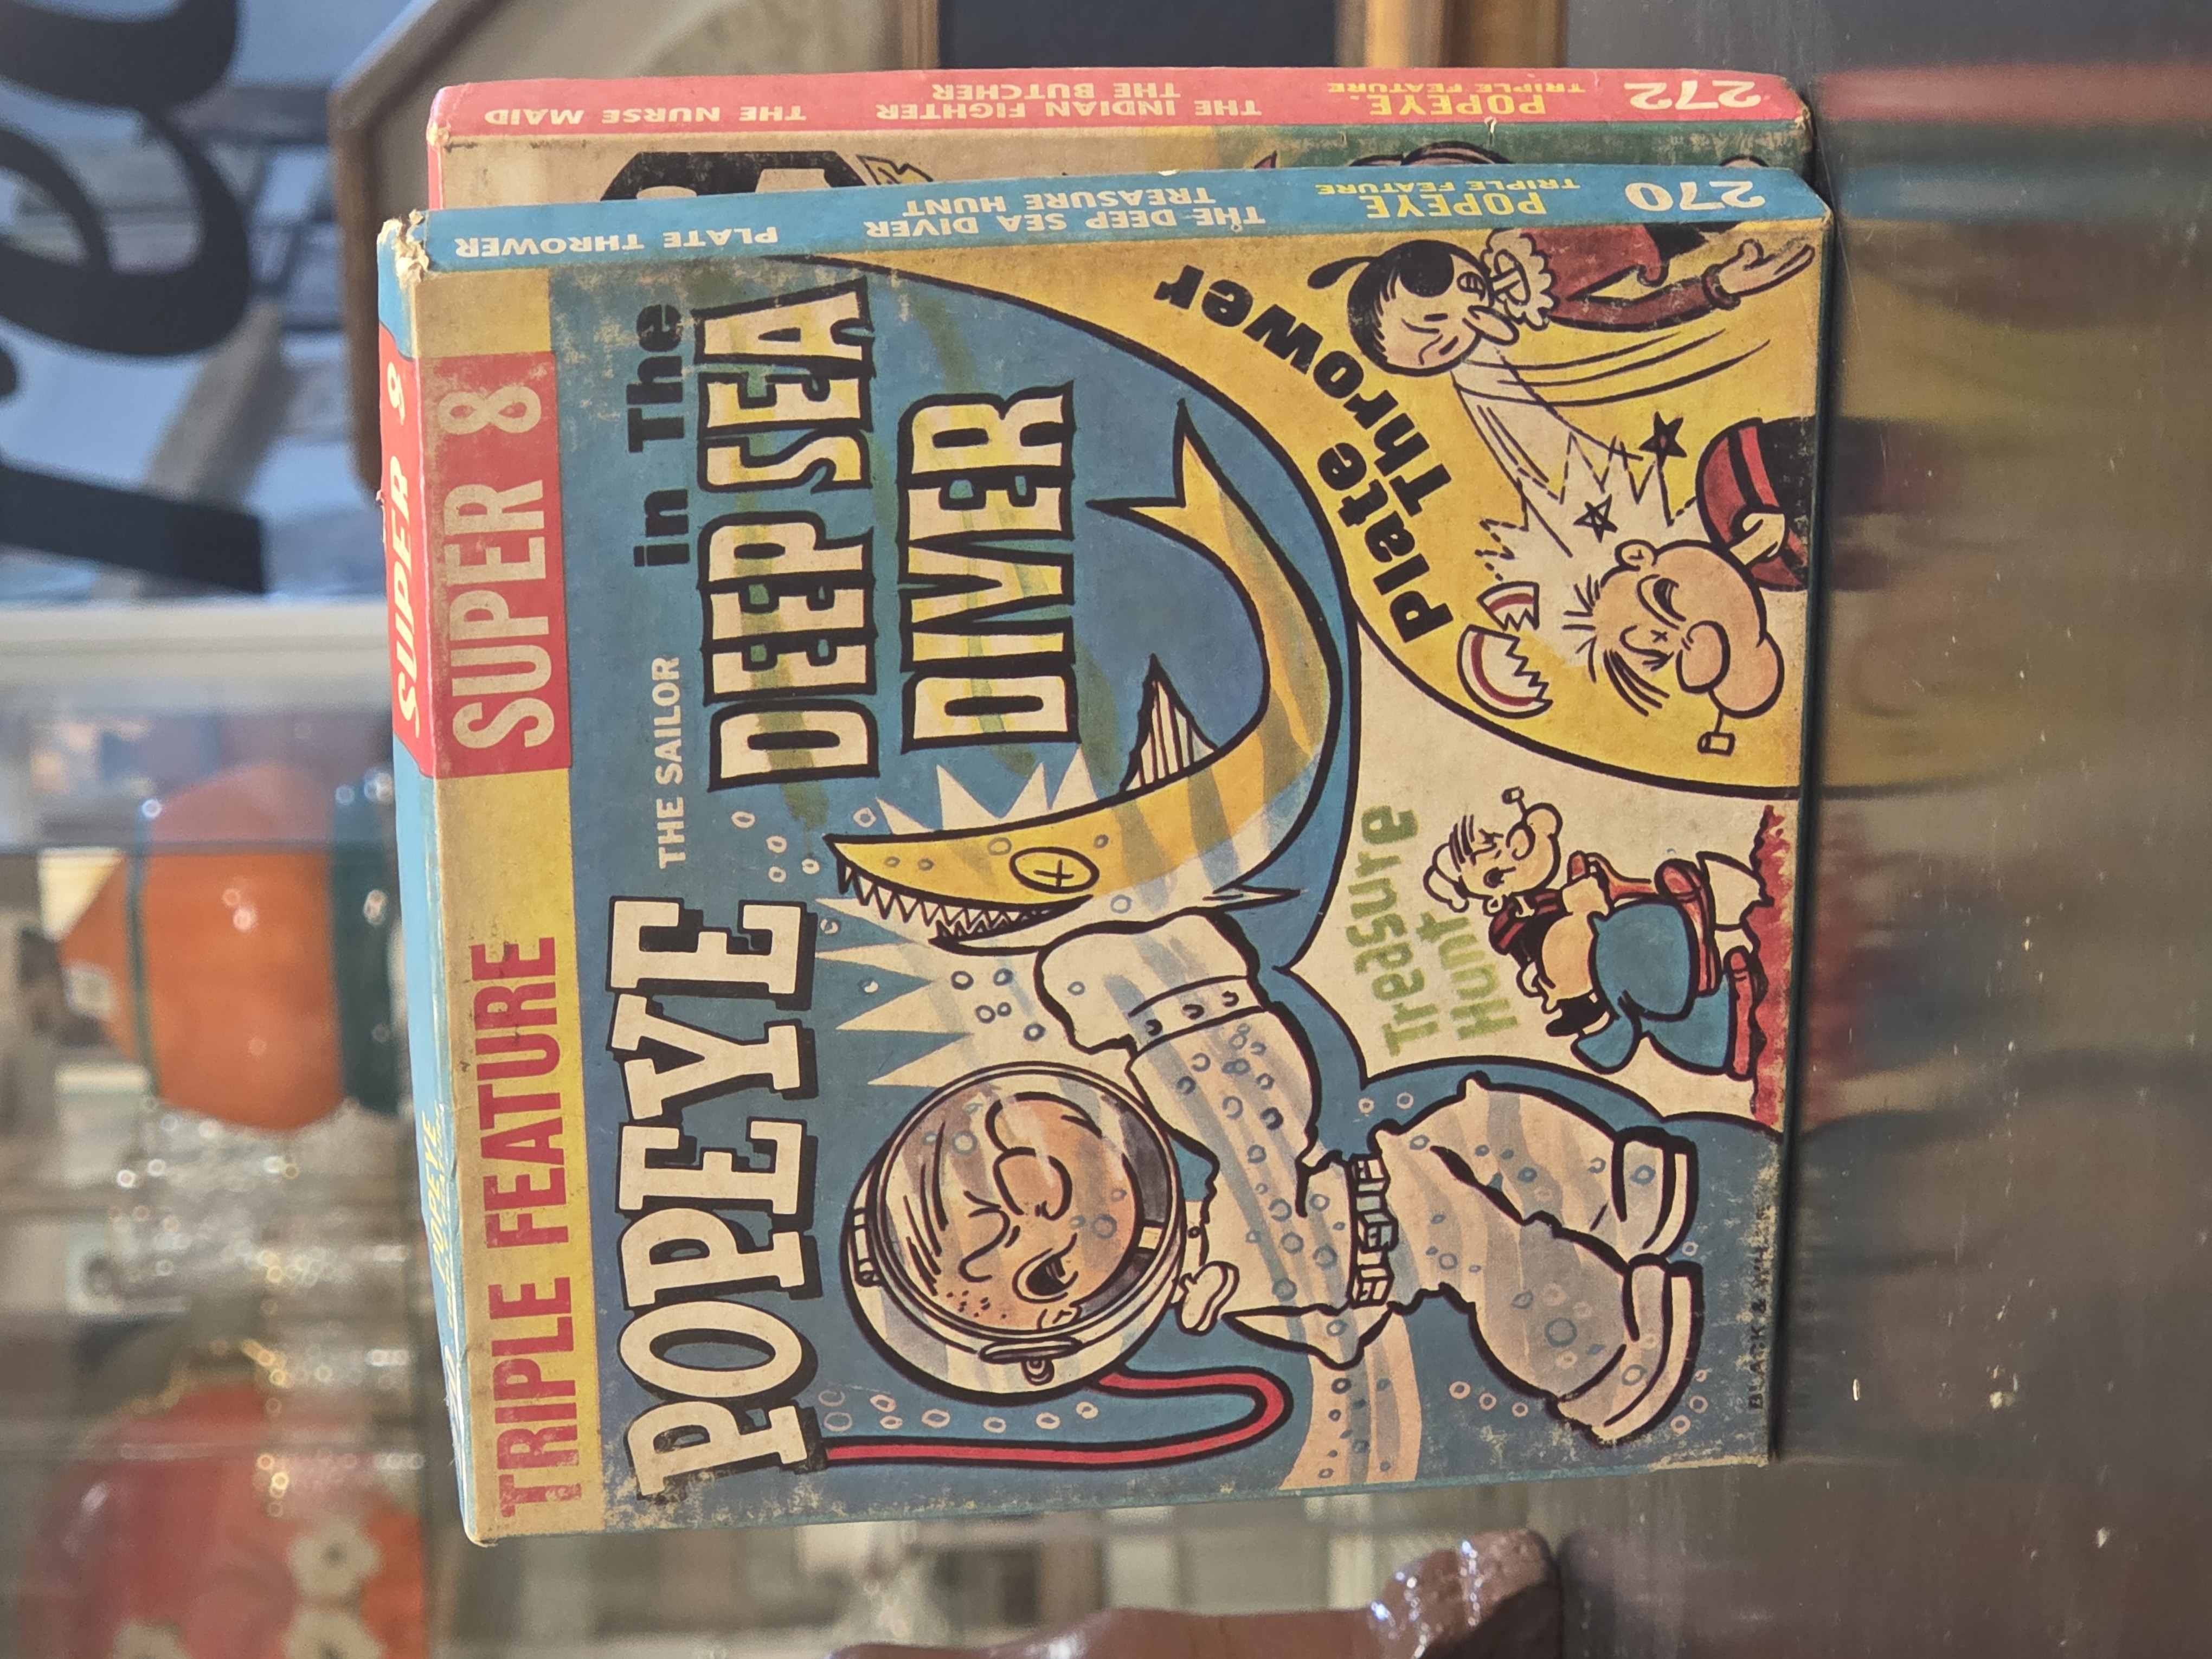 272
POPEYE
TRIPLE FEATURE
THE INDIAN FIGHTER
THE BUTCHER
THE NURSE MAID
270
POPEYE
TRIPLE FEATURE
THE DEEP SEA DIVER
TREASURE HUNT
PLATE THROWER
POPEYE
SUPER 8
TRIPLE FEATURE SUPER 8
POPEYE THE SAILOR in The
DEEP SEA
DIVER
Treasure
Hunt
Plate
Thrower
BLACK &